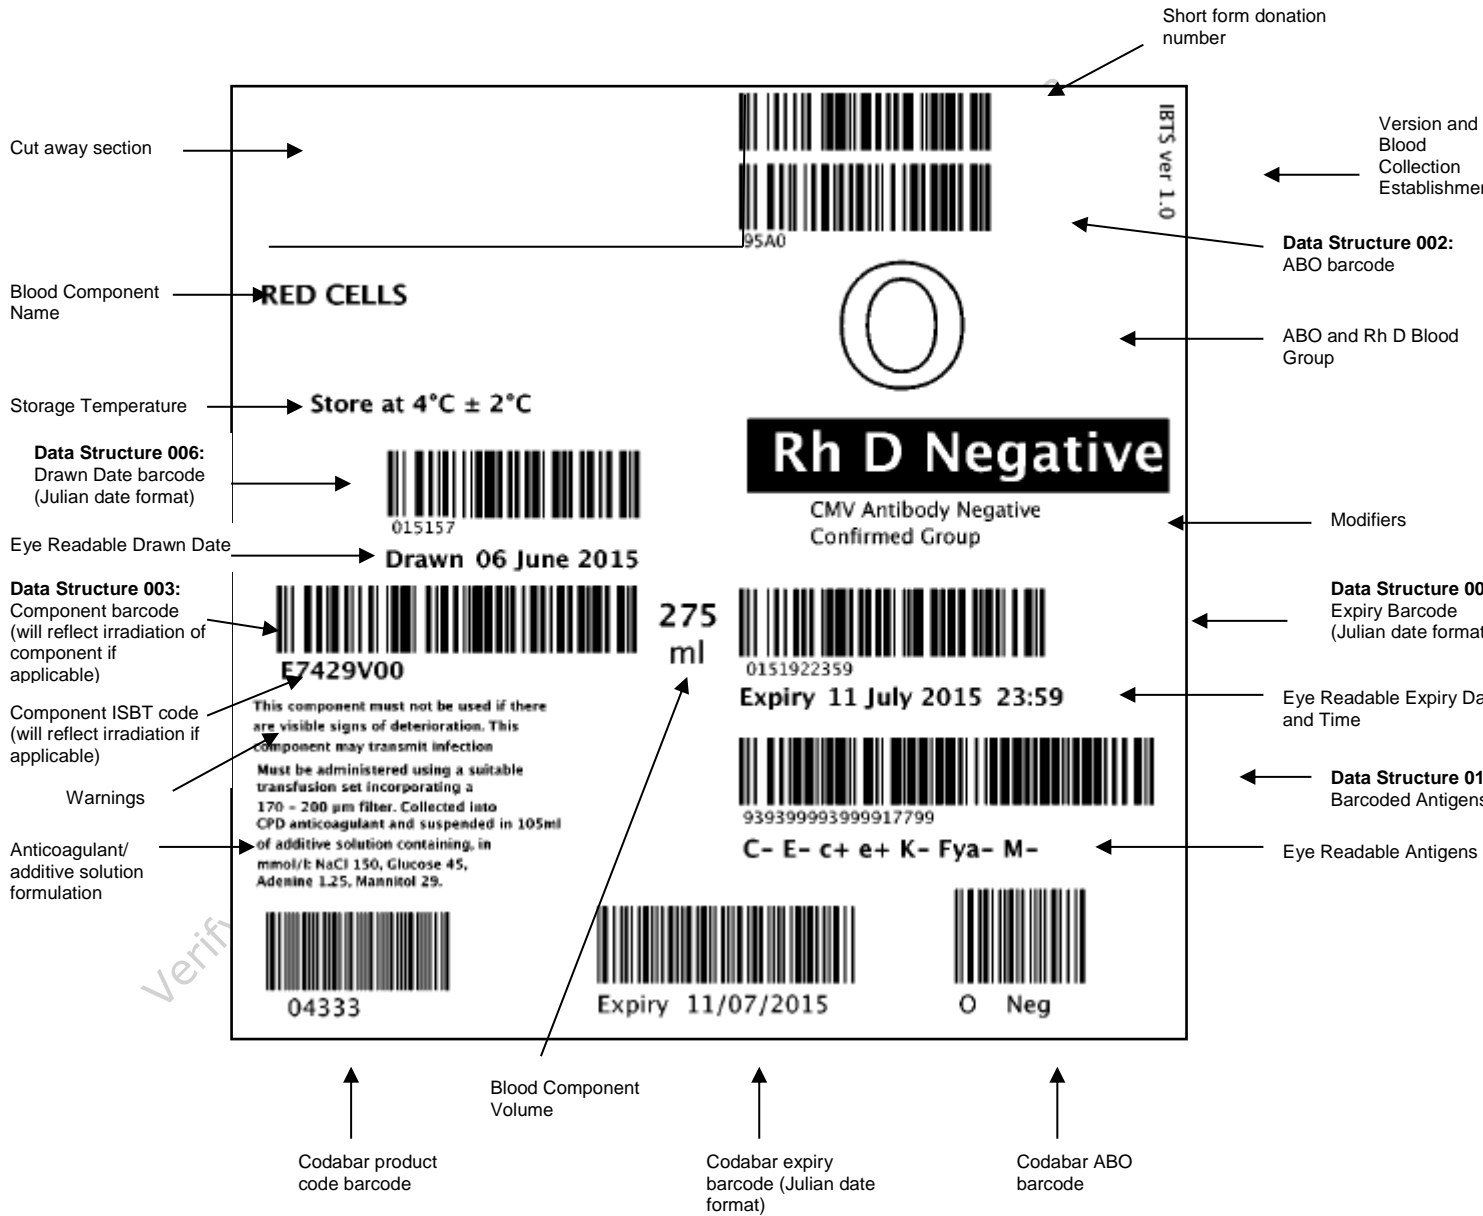 Short form donation
number
Cut away section
IBTS ver 1.0
Version and
Blood
Collection
95A0
Data Structure 002:
ABO barcode
Blood Component
Name
RED CELLS
O
ABO and Rh D Blood
Group
Storage Temperature
Store at 4°C ± 2°C
Rh D Negative
Data Structure 006:
Drawn Date barcode
(Julian date format)
015157
CMV Antibody Negative
Confirmed Group
Modifiers
Eye Readable Drawn Date
Drawn 06 June 2015
Data Structure 003:
Component barcode
(will reflect irradiation of
component if
applicable)
E7429V00
275
ml
0151922359
Data Structure
Expiry Barcode
(Julian date format
Expiry 11 July 2015 23:59
Eye Readable Expiry
and Time
Component ISBT code
(will reflect irradiation if
applicable)
This component must not be used if there
are visible signs of deterioration. This
component may transmit infection
Warnings
Must be administered using a suitable
transfusion set incorporating a
170 - 200 µm filter. Collected into
CPD anticoagulant and suspended in 105ml
of additive solution containing, in
mmol/l: NaCl 150, Glucose 45,
Adenine 1.25, Mannitol 29.
Anticoagulant/
additive solution
formulation
Data Structure
Barcoded Antigens
939399993999917799
C- E- c+ e+ K- Fya- M-
Eye Readable Antigens
04333
Expiry 11/07/2015
O Neg
Blood Component
Volume
Codabar product
code barcode
Codabar expiry
barcode (Julian date
format)
Codabar ABO
barcode